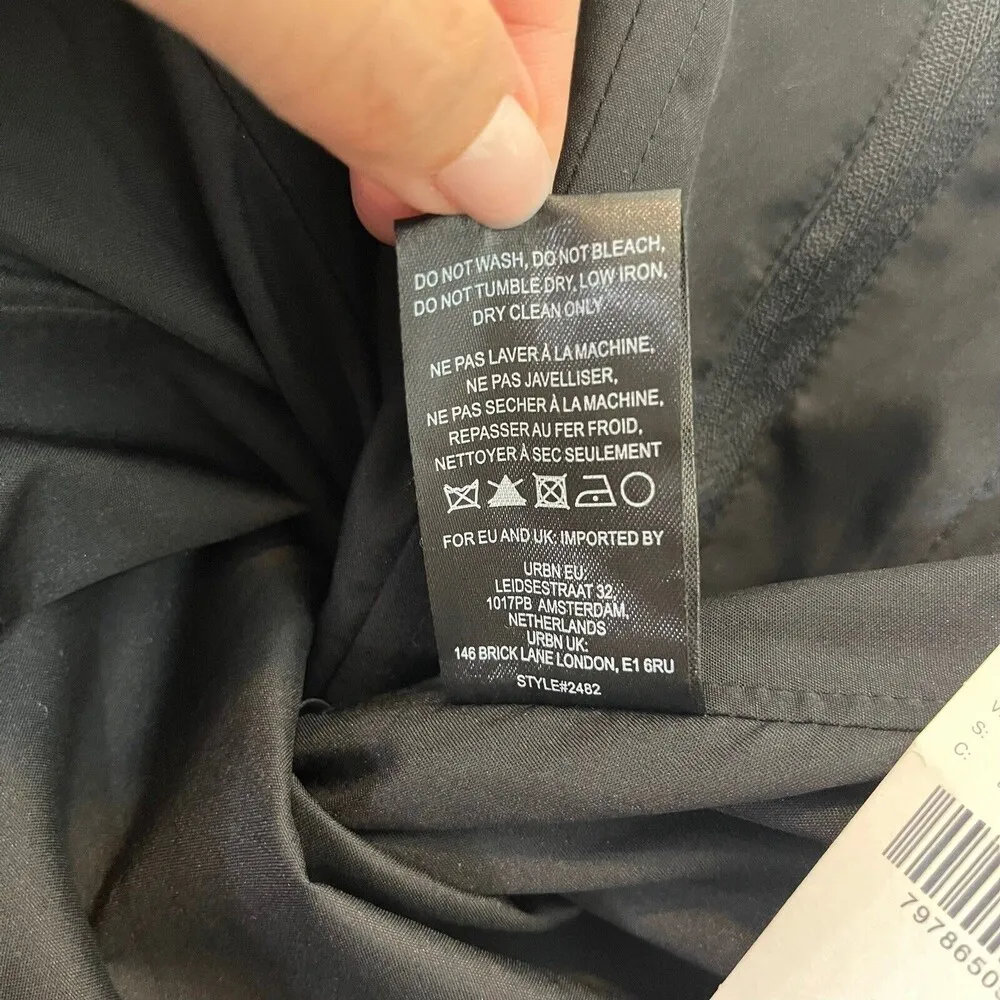 DO NOT WASH, DO NOT BLEACH,
DO NOT TUMBLE DRY, LOW IRON,
DRY CLEAN ONLY
NE PAS LAVER À LA MACHINE,
NE PAS JAVELLISER,
NE PAS SECHER À LA MACHINE,
REPASSER AU FER FROID,
NETTOYER À SEC SEULEMENT
FOR EU AND UK: IMPORTED BY
URBN EU:
LEIDSESTRAAT 32,
1017PB AMSTERDAM,
NETHERLANDS
URBN UK:
146 BRICK LANE LONDON, E1 6RU
STYLE#2482
S:
C:
7978650